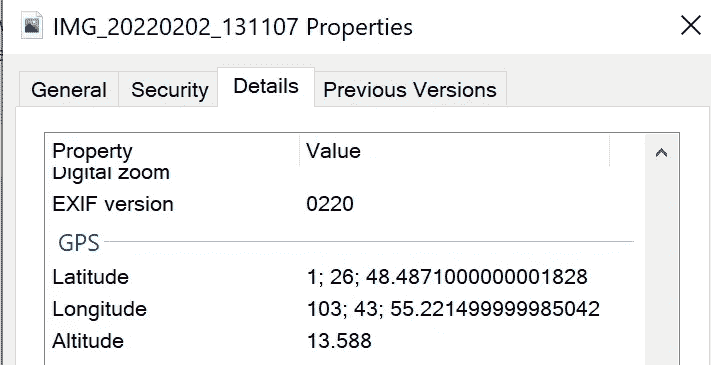 IMG_20220202_131107 Properties
General Security Details Previous Versions
Property Value
Digital zoom
EXIF version 0220
GPS
Latitude 1; 26; 48.4871000000001828
Longitude 103; 43; 55.221499999985042
Altitude 13.588